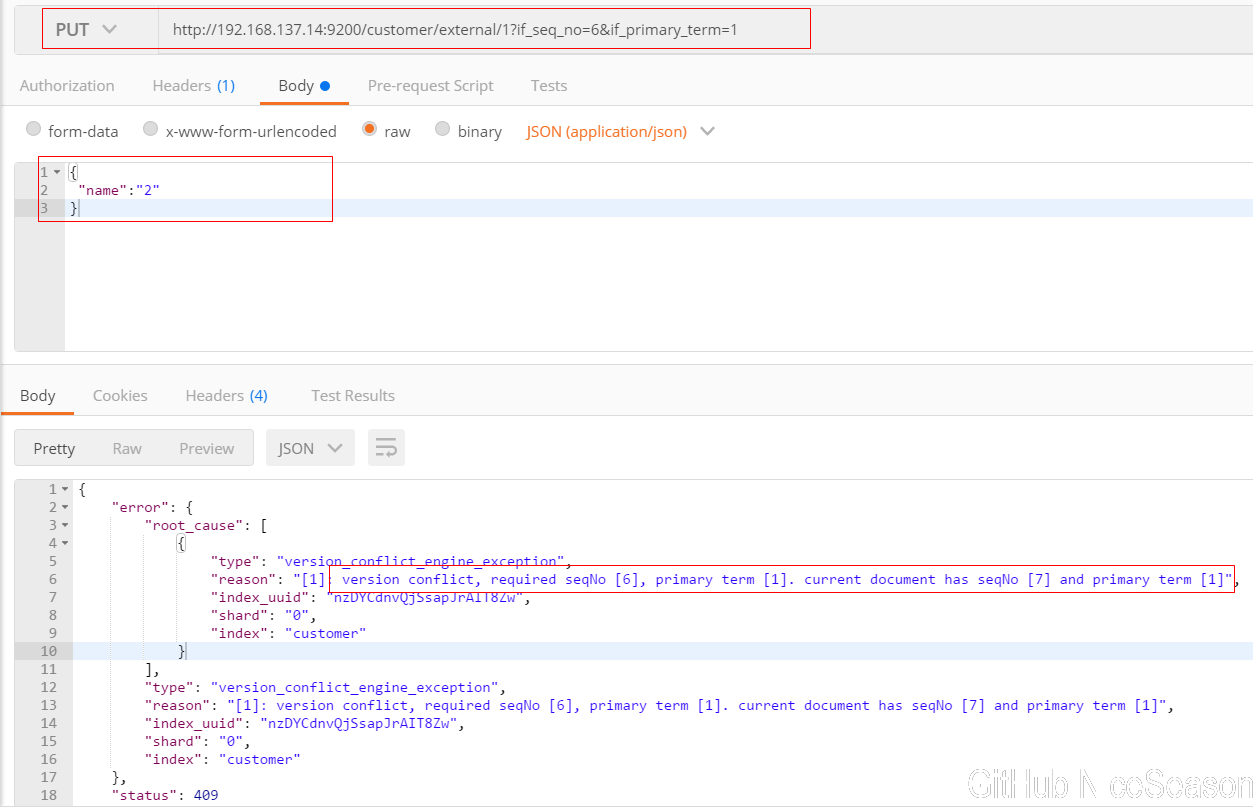 PUT http://192.168.137.14:9200/customer/external/1?if_seq_no=6&if_primary_term=1
Authorization Headers (1) Body Pre-request Script Tests
form-data x-www-form-urlencoded raw binary JSON (application/json)
1 {
2 "name":"2"
3 }
Body Cookies Headers (4) Test Results
Pretty Raw Preview JSON
1 {
2 "error": {
3 "root_cause": [
4 {
5 "type": "version_conflict_engine_exception",
6 "reason": "[1]: version conflict, required seqNo [6], primary term [1]. current document has seqNo [7] and primary term [1]",
7 "index_uuid": "nzDYCdnvQjSsapJrAIT8Zw",
8 "shard": "0",
9 "index": "customer"
10 }
11 ],
12 "type": "version_conflict_engine_exception",
13 "reason": "[1]: version conflict, required seqNo [6], primary term [1]. current document has seqNo [7] and primary term [1]",
14 "index_uuid": "nzDYCdnvQjSsapJrAIT8Zw",
15 "shard": "0",
16 "index": "customer"
17 },
18 "status": 409
GitHub